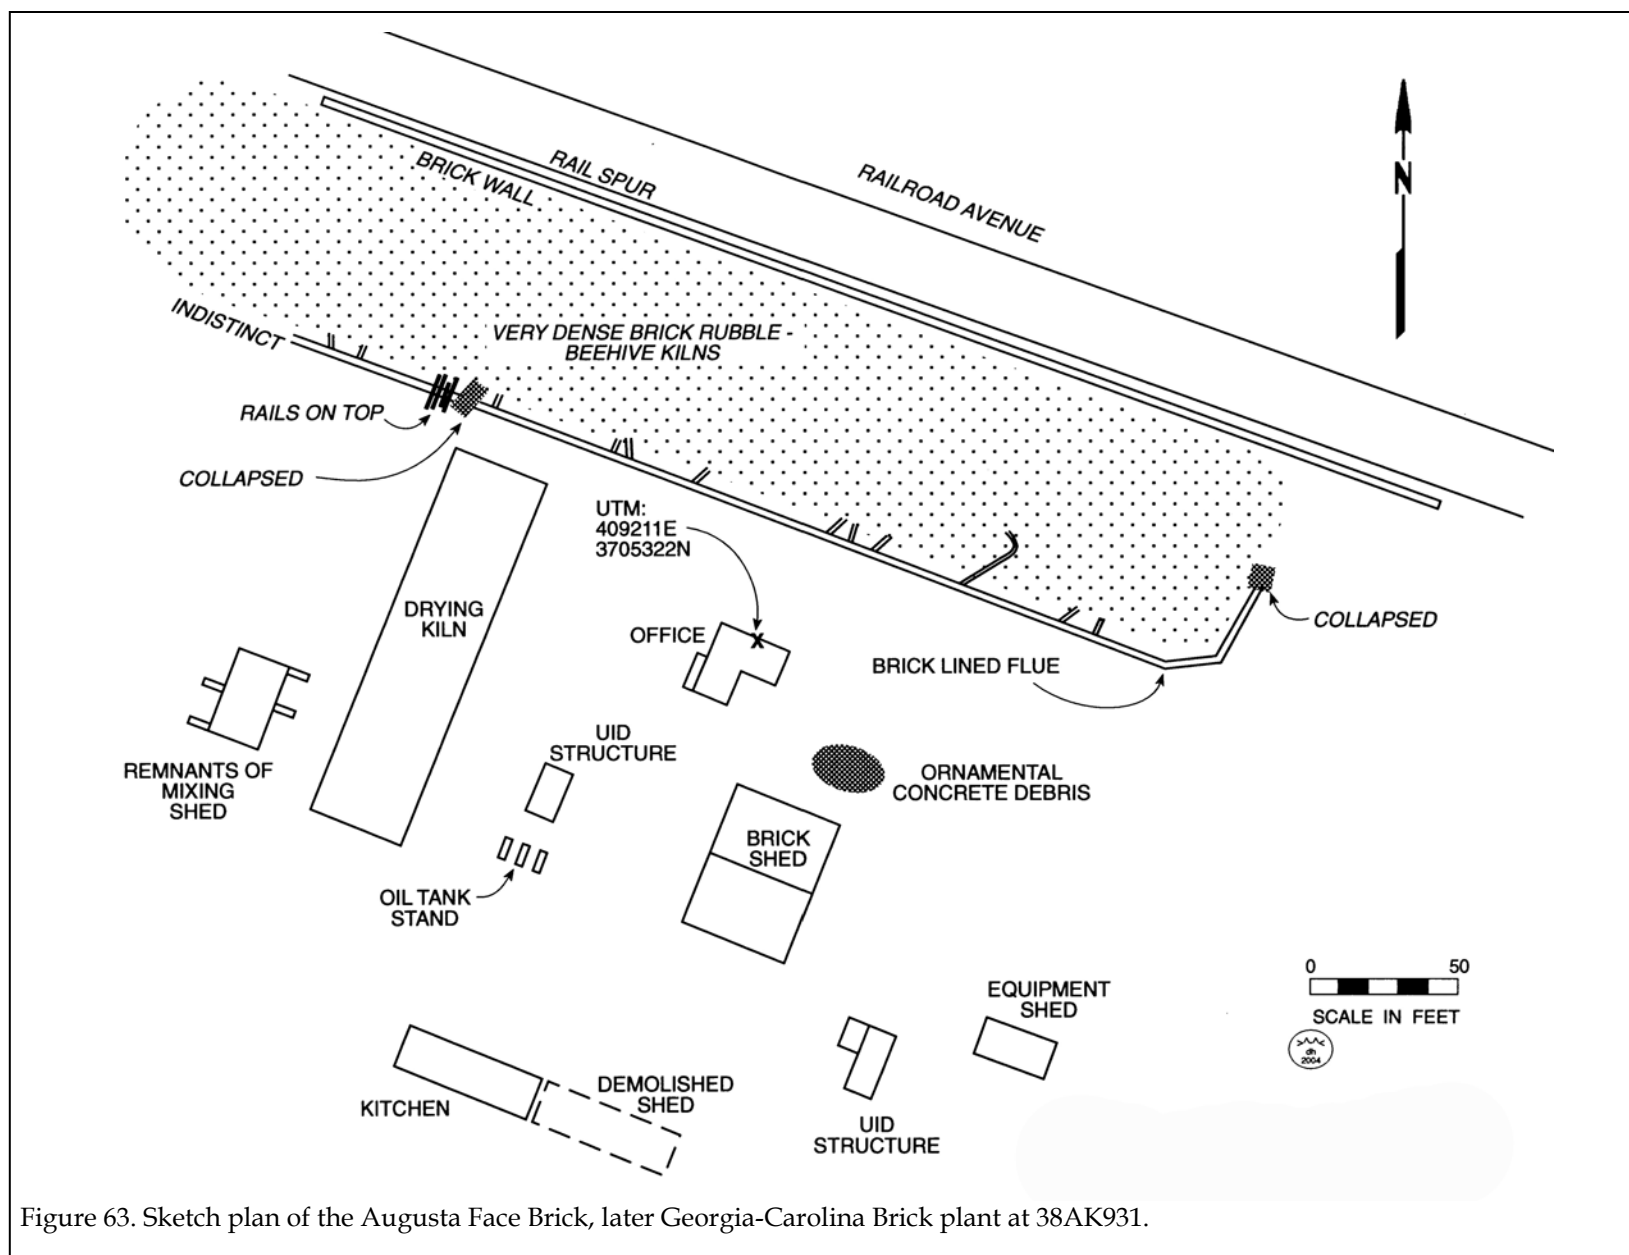 RAILROAD AVENUE
RAIL SPUR
BRICK WALL
N
INDISTINCT
VERY DENSE BRICK RUBBLE -
BEEHIVE KILNS
RAILS ON TOP
COLLAPSED
UTM:
409211E
3705322N
DRYING
KILN
OFFICE
COLLAPSED
BRICK LINED FLUE
REMNANTS OF
MIXING
SHED
UID
STRUCTURE
ORNAMENTAL
CONCRETE DEBRIS
BRICK
SHED
OIL TANK
STAND
EQUIPMENT
SHED
0 50
SCALE IN FEET
dh
2004
KITCHEN
DEMOLISHED
SHED
UID
STRUCTURE
X
Figure 63. Sketch plan of the Augusta Face Brick, later Georgia-Carolina Brick plant at 38AK931.